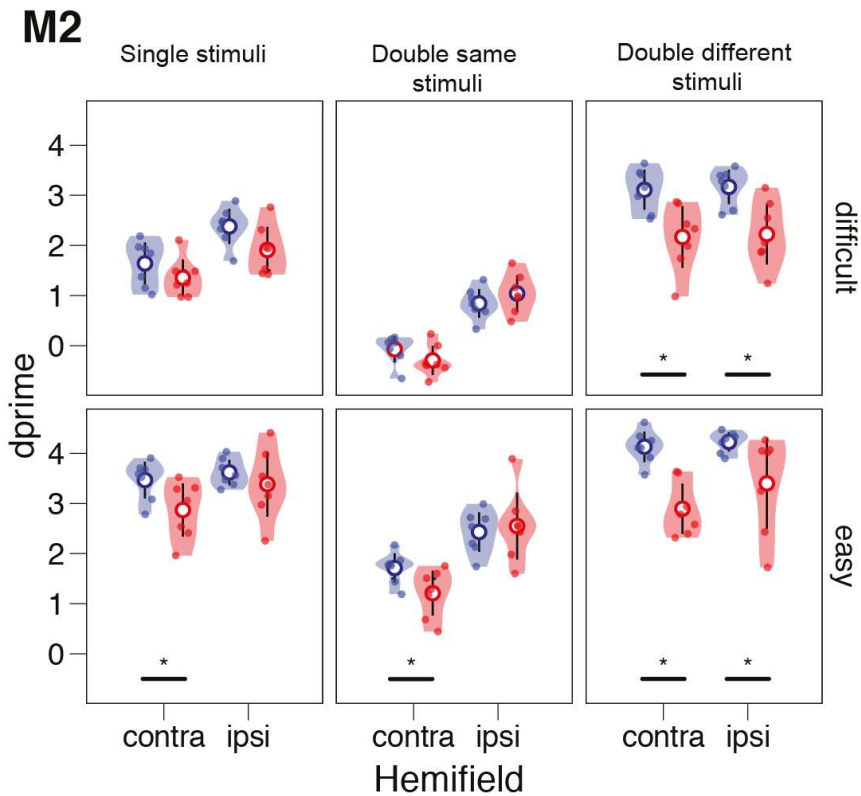 M2
Single stimuli
Double same
stimuli
Double different
stimuli
dprime
4
3
2
1
0
difficult
*
*
4
3
2
1
0
easy
*
*
*
*
contra
ipsi
contra
ipsi
contra
ipsi
Hemifield